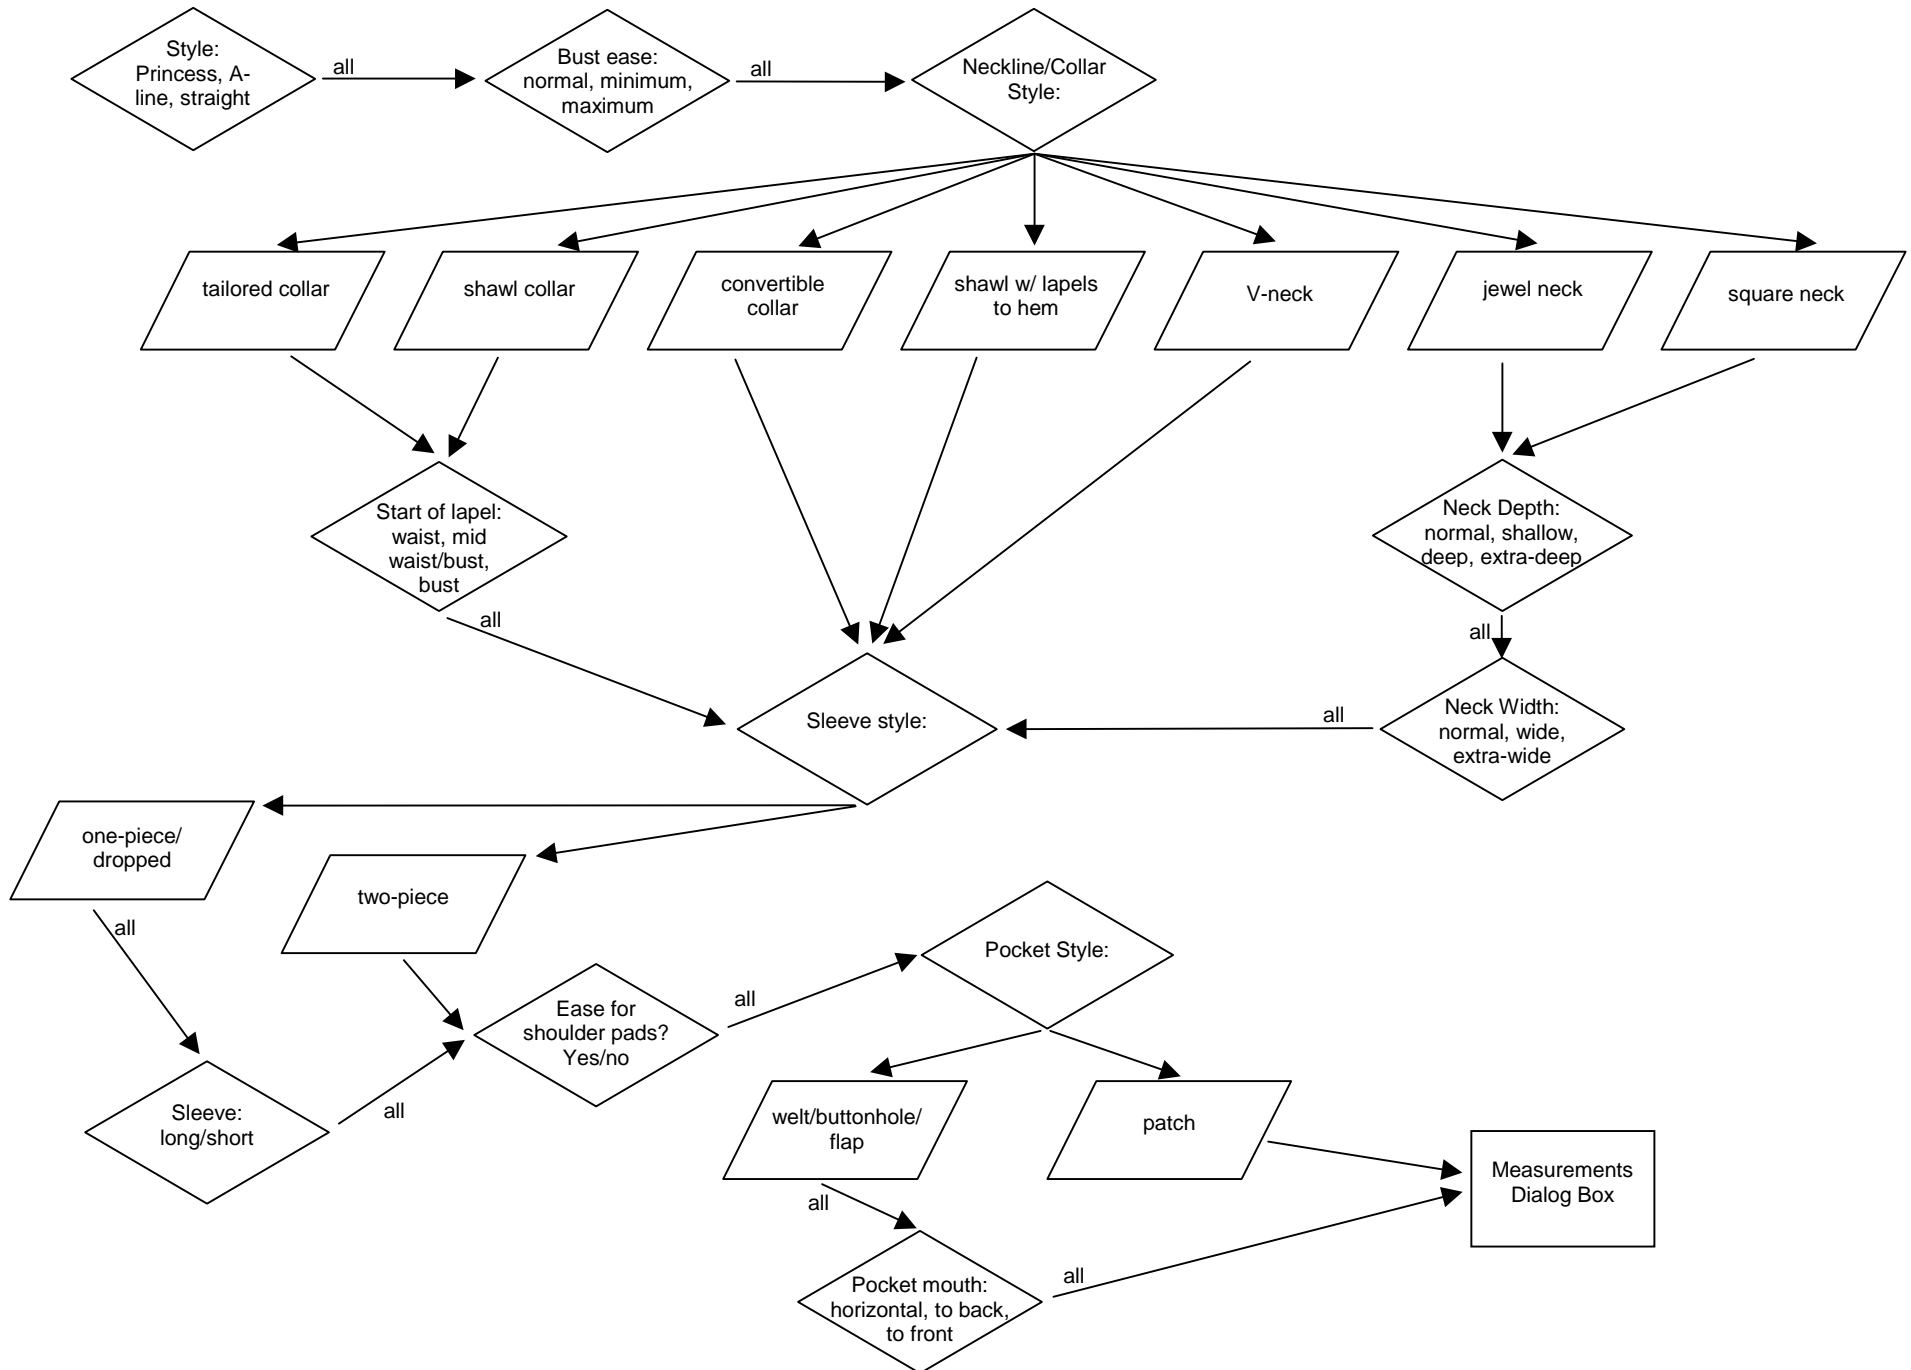 Style:
Princess, A-
line, straight
all
Bust ease:
normal, minimum,
maximum
all
Neckline/Collar
Style:
tailored collar
shawl collar
convertible
collar
shawl w/ lapels
to hem
V-neck
jewel neck
square neck
Start of lapel:
waist, mid
waist/bust,
bust
all
Neck Depth:
normal, shallow,
deep, extra-deep
all
Sleeve style:
all
Neck Width:
normal, wide,
extra-wide
one-piece/
dropped
all
two-piece
Sleeve:
long/short
all
Ease for
shoulder pads?
Yes/no
all
Pocket Style:
welt/buttonhole/
flap
all
patch
Pocket mouth:
horizontal, to back,
to front
all
Measurements
Dialog Box